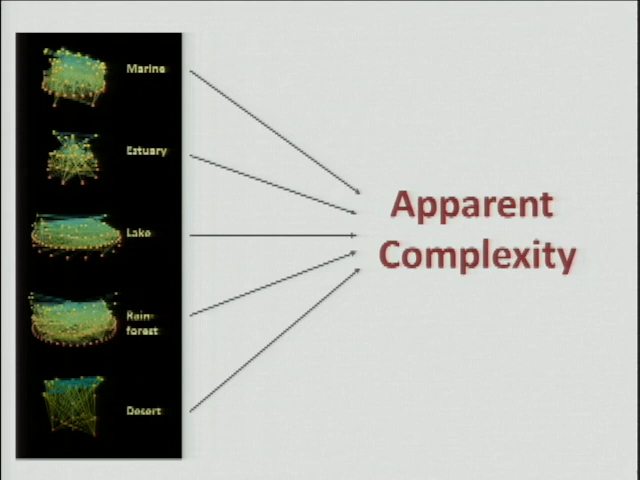 Marine
Estuary
Lake
Rain-
forest
Desert
Apparent
Complexity